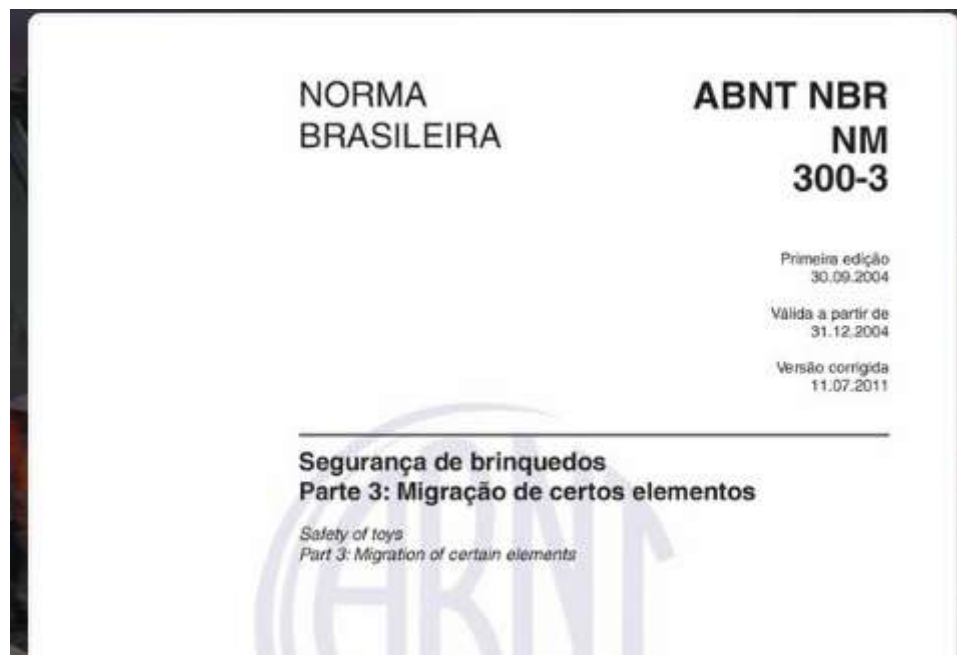 NORMA
BRASILEIRA
ABNT NBR
NM
300-3
Primeira edição
30.09.2004
Válida a partir de
31.12.2004
Versão corrigida
11.07.2011
Segurança de brinquedos
Parte 3: Migração de certos elementos
Safety of toys
Part 3: Migration of certain elements
ABNT